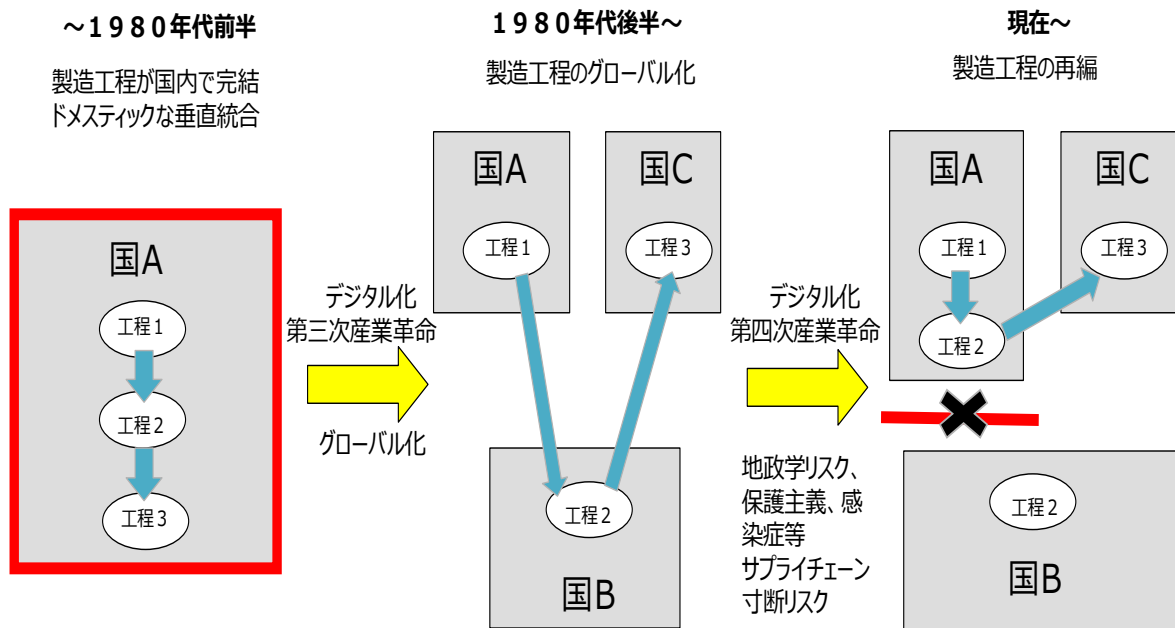 ～１９８０年代前半
製造工程が国内で完結
ドメスティックな垂直統合
国A
工程1
工程2
工程3
デジタル化
第三次産業革命
グローバル化
１９８０年代後半～
製造工程のグローバル化
国A
国C
工程1
工程3
工程2
国B
デジタル化
第四次産業革命
地政学リスク、
保護主義、感
染症等
サプライチェーン
寸断リスク
現在～
製造工程の再編
国A
国C
工程1
工程3
工程2
工程2
国B